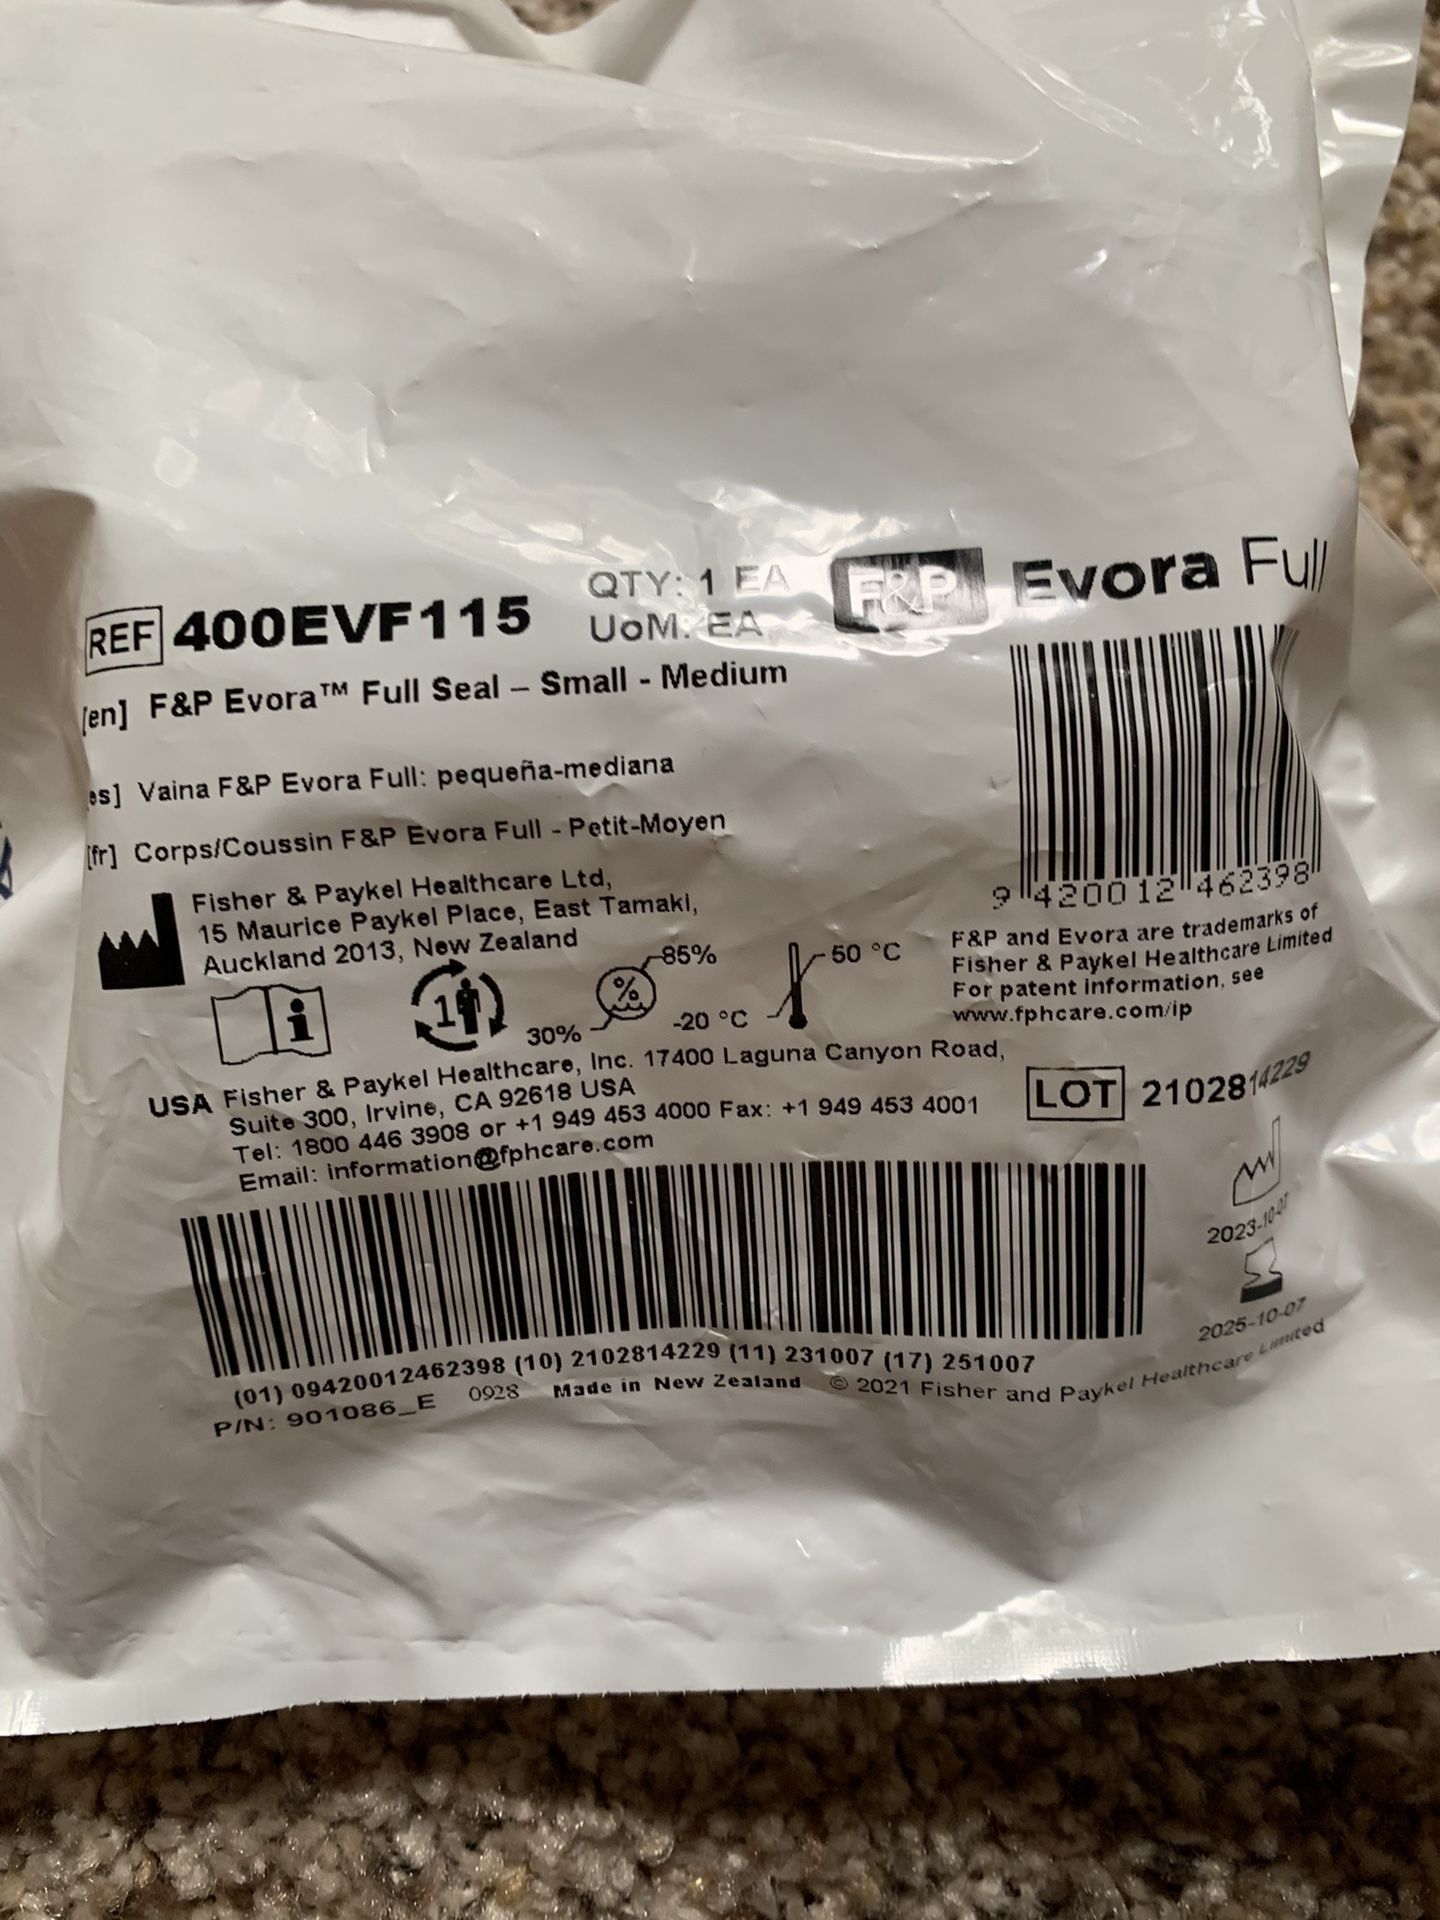 REF 400EVF115
QTY: 1 EA
UoM: EA
F&P Evora Full
[en] F&P Evora™ Full Seal – Small - Medium
es] Vaina F&P Evora Full: pequeña-mediana
[fr] Corps/Coussin F&P Evora Full - Petit-Moyen
9 420012 462398
Fisher & Paykel Healthcare Ltd,
15 Maurice Paykel Place, East Tamaki,
Auckland 2013, New Zealand
F&P and Evora are trademarks of
Fisher & Paykel Healthcare Limited
For patent information, see
www.fphcare.com/ip
1
30% % 85%
-20 °C 50 °C
USA Fisher & Paykel Healthcare, Inc. 17400 Laguna Canyon Road,
Suite 300, Irvine, CA 92618 USA
Tel: 1800 446 3908 or +1 949 453 4000 Fax: +1 949 453 4001
Email: information@fphcare.com
LOT 2102814229
2023-10-07
2025-10-07
(01) 09420012462398 (10) 2102814229 (11) 231007 (17) 251007
P/N: 901086_E 0928 Made in New Zealand © 2021 Fisher and Paykel Healthcare Limited